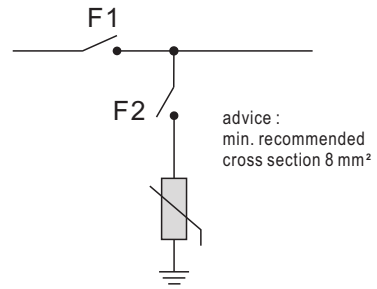 F1
F2
advice :
min. recommended
cross section 8 mm²